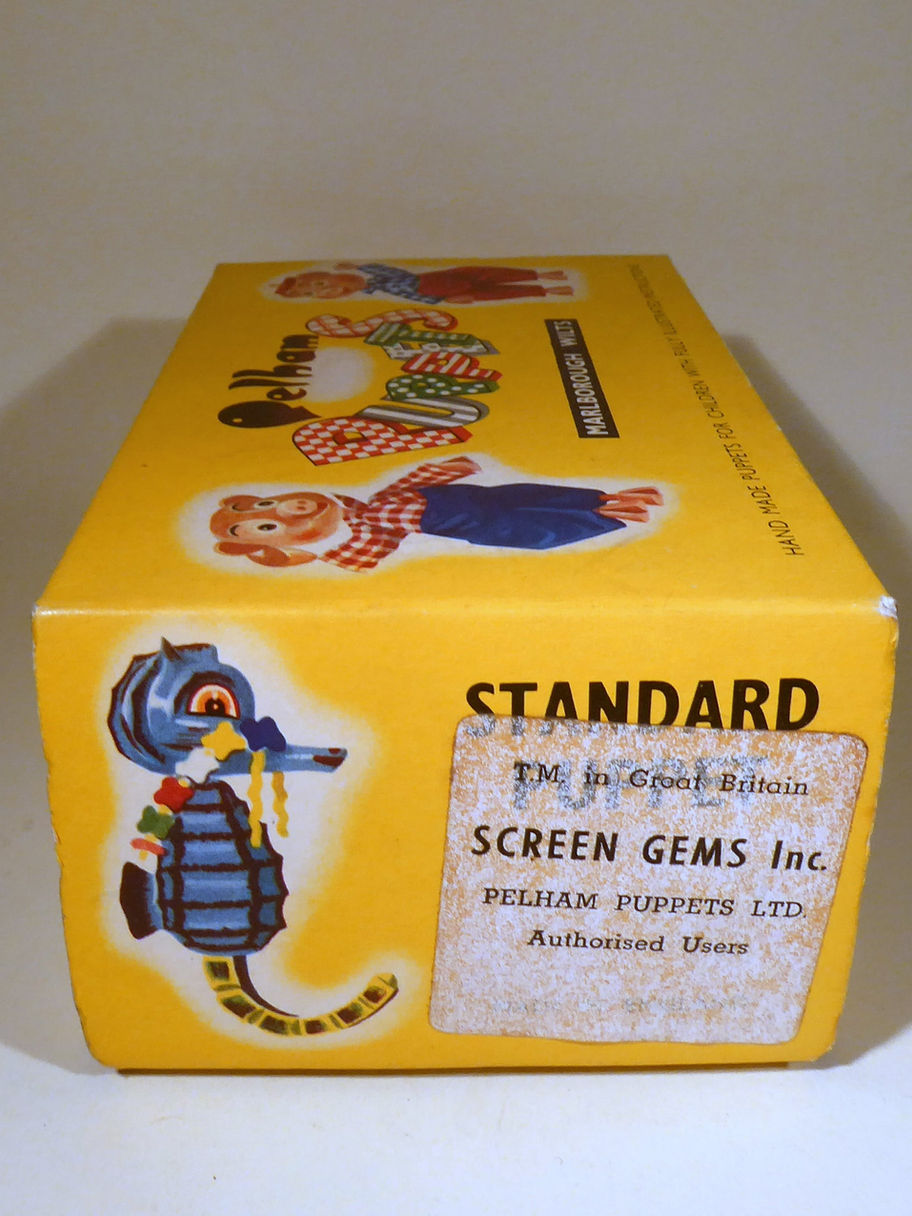 Pelham
PUPPETS
MARLBOROUGH WILTS
HAND MADE PUPPETS FOR CHILDREN WITH FULLY ILLUSTRATED INSTRUCTIONS
STANDARD
PUPPET
T.M. in Great Britain
SCREEN GEMS Inc.
PELHAM PUPPETS LTD.
Authorised Users